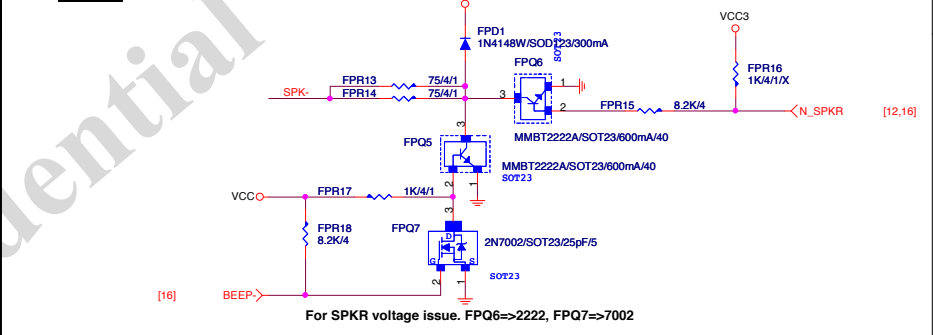 FPD1
1N4148W/SOD123/300mA
SOT23
VCC3
FPQ6
FPR16
1K/4/1/X
SPK-
FPR13
75/4/1
FPR14
75/4/1
3
1
2
FPR15
8.2K/4
N_SPKR
[12,16]
MMBT2222A/SOT23/600mA/40
3
FPQ5
MMBT2222A/SOT23/600mA/40
SOT23
2
1
VCC
FPR17
1K/4/1
3
FPR18
8.2K/4
FPQ7
D
G
S
2N7002/SOT23/25pF/5
SOT23
2
1
[16]
BEEP-
For SPKR voltage issue. FPQ6=>2222, FPQ7=>7002
dential